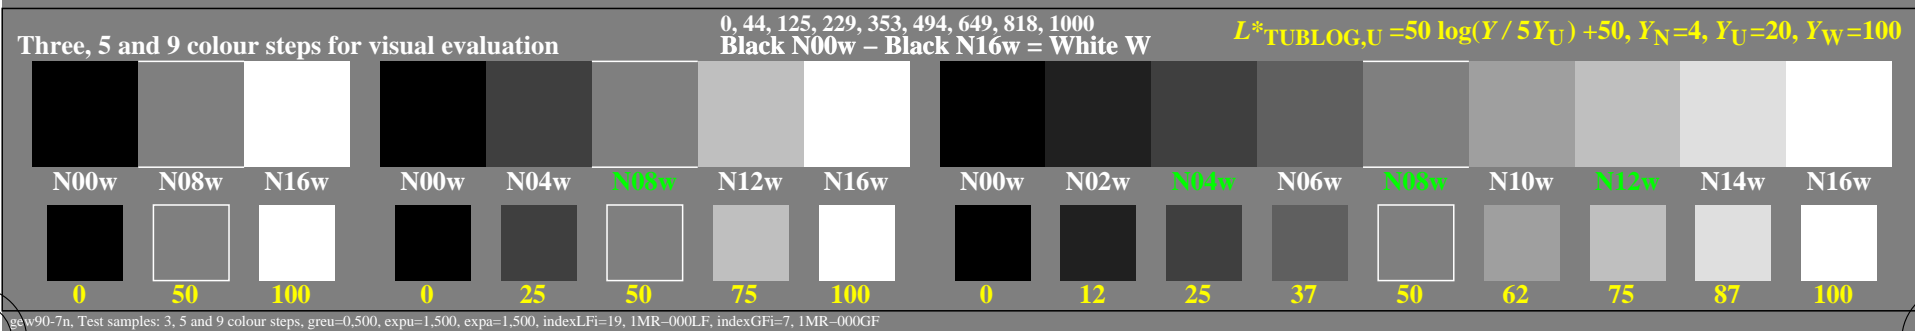 Three, 5 and 9 colour steps for visual evaluation
0, 44, 125, 229, 353, 494, 649, 818, 1000
Black N00w – Black N16w = White W
L*TUBLOG,U =50 log(Y / 5YU) +50, YN=4, YU=20, YW=100
N00w N08w N16w N00w N04w N08w N12w N16w N00w N02w N04w N06w N08w N10w N12w N14w N16w
0 50 100 0 25 50 75 100 0 12 25 37 50 62 75 87 100
gew90-7n, Test samples: 3, 5 and 9 colour steps, greu=0,500, expu=1,500, expa=1,500, indexLFi=19, 1MR–000LF, indexGFi=7, 1MR–000GF